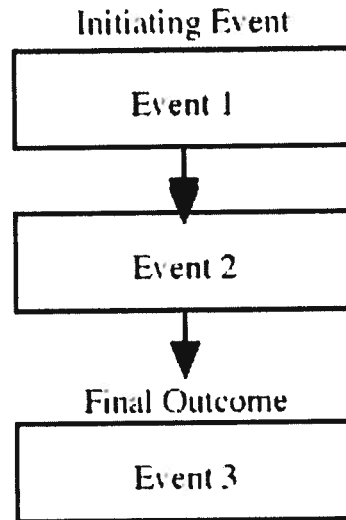 Initiating Event
Event 1
Event 2
Final Outcome
Event 3